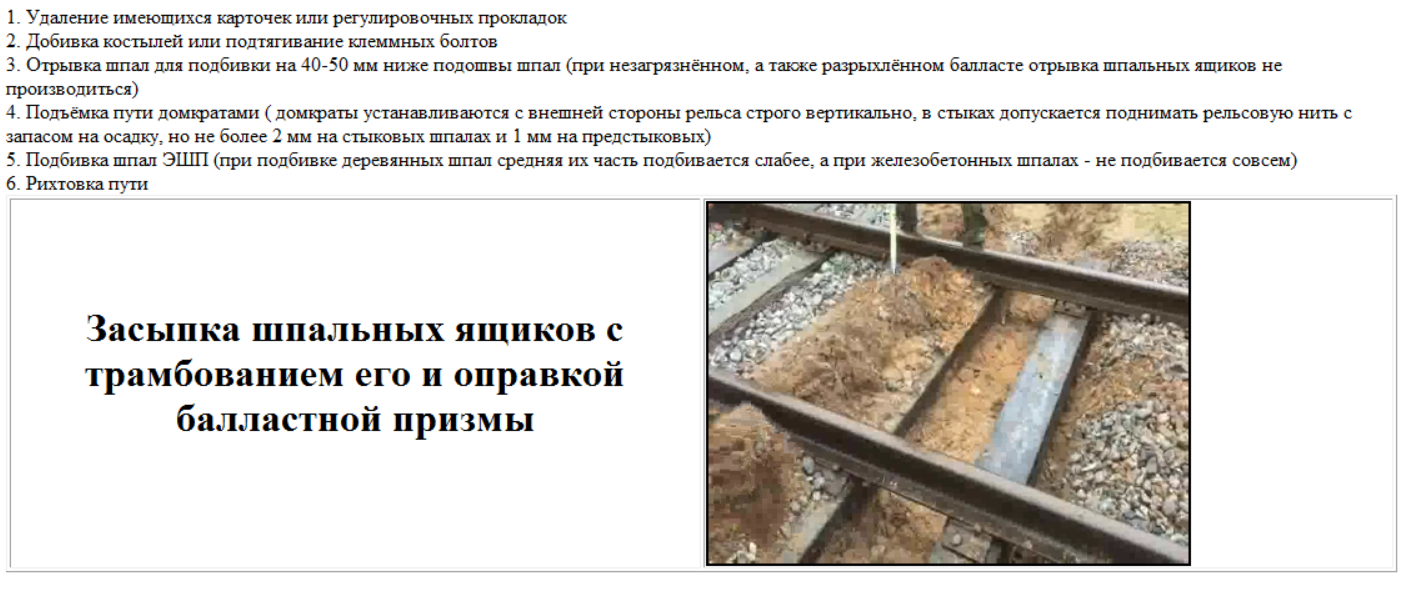 1. Удаление имеющихся карточек или регулировочных прокладок
2. Добивка костылей или подтягивание клеммных болтов
3. Отрывка шпал для подбивки на 40-50 мм ниже подошвы шпал (при незагрязнённом, а также разрыхлённом балласте отрывка шпальных ящиков не
производиться)
4. Подъёмка пути домкратами ( домкраты устанавливаются с внешней стороны рельса строго вертикально, в стыках допускается поднимать рельсовую нить с
запасом на осадку, но не более 2 мм на стыковых шпалах и 1 мм на предстыковых)
5. Подбивка шпал ЭШП (при подбивке деревянных шпал средняя их часть подбивается слабее, а при железобетонных шпалах - не подбивается совсем)
6. Рихтовка пути
Засыпка шпальных ящиков с
трамбованием его и оправкой
балластной призмы